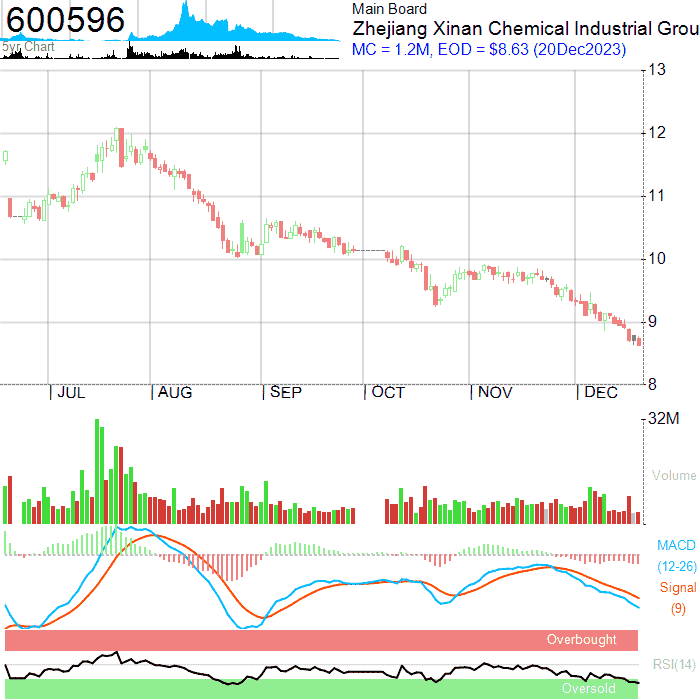 600596
5yr Chart
Main Board
Zhejiang Xinan Chemical Industrial Grou
MC = 1.2M, EOD = $8.63 (20Dec2023)
13
12
11
10
9
8
JUL AUG SEP OCT NOV DEC
32M
Volume
MACD
(12-26)
Signal
(9)
Overbought
RSI(14)
Oversold